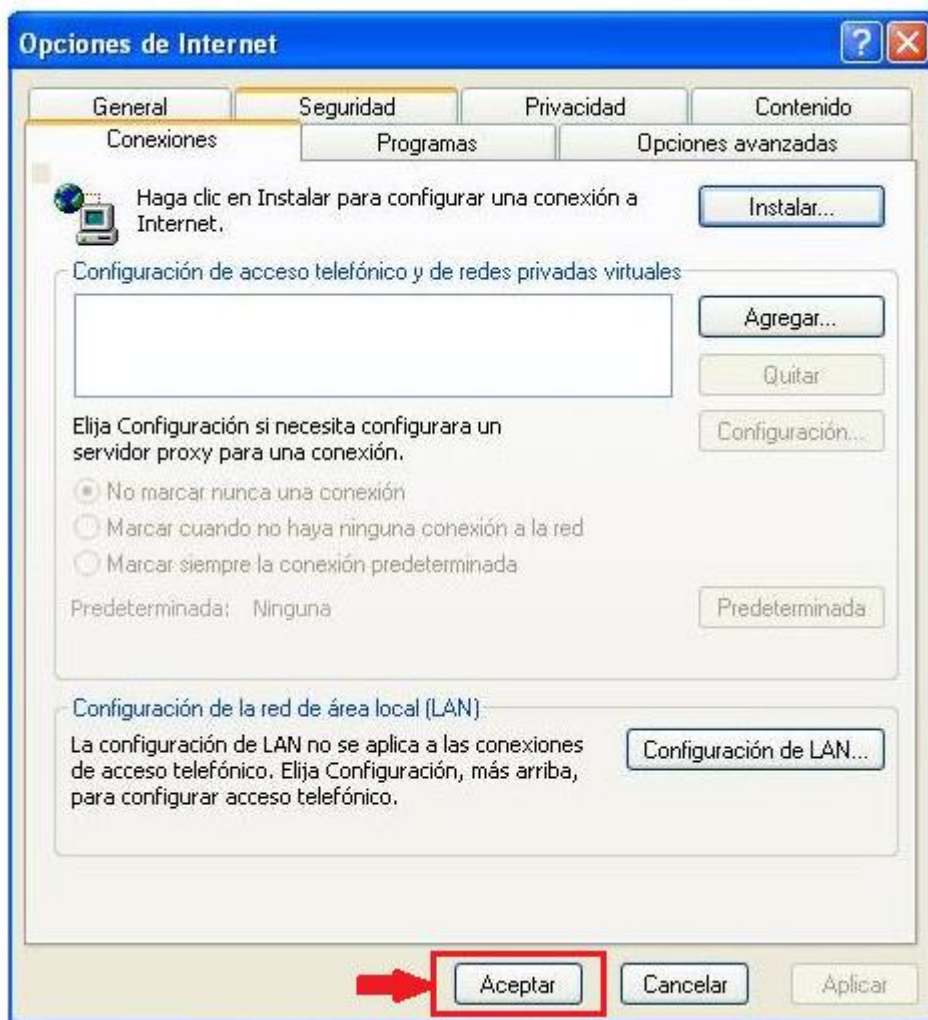 Opciones de Internet
General Seguridad Privacidad Contenido
Conexiones Programas Opciones avanzadas
Haga clic en Instalar para configurar una conexión a
Internet.
Instalar...
Configuración de acceso telefónico y de redes privadas virtuales
Agregar...
Quitar
Elija Configuración si necesita configurara un
servidor proxy para una conexión.
Configuración...
No marcar nunca una conexión
Marcar cuando no haya ninguna conexión a la red
Marcar siempre la conexión predeterminada
Predeterminada: Ninguna Predeterminada
Configuración de la red de área local (LAN)
La configuración de LAN no se aplica a las conexiones
de acceso telefónico. Elija Configuración, más arriba,
para configurar acceso telefónico.
Configuración de LAN...
Aceptar Cancelar Aplicar